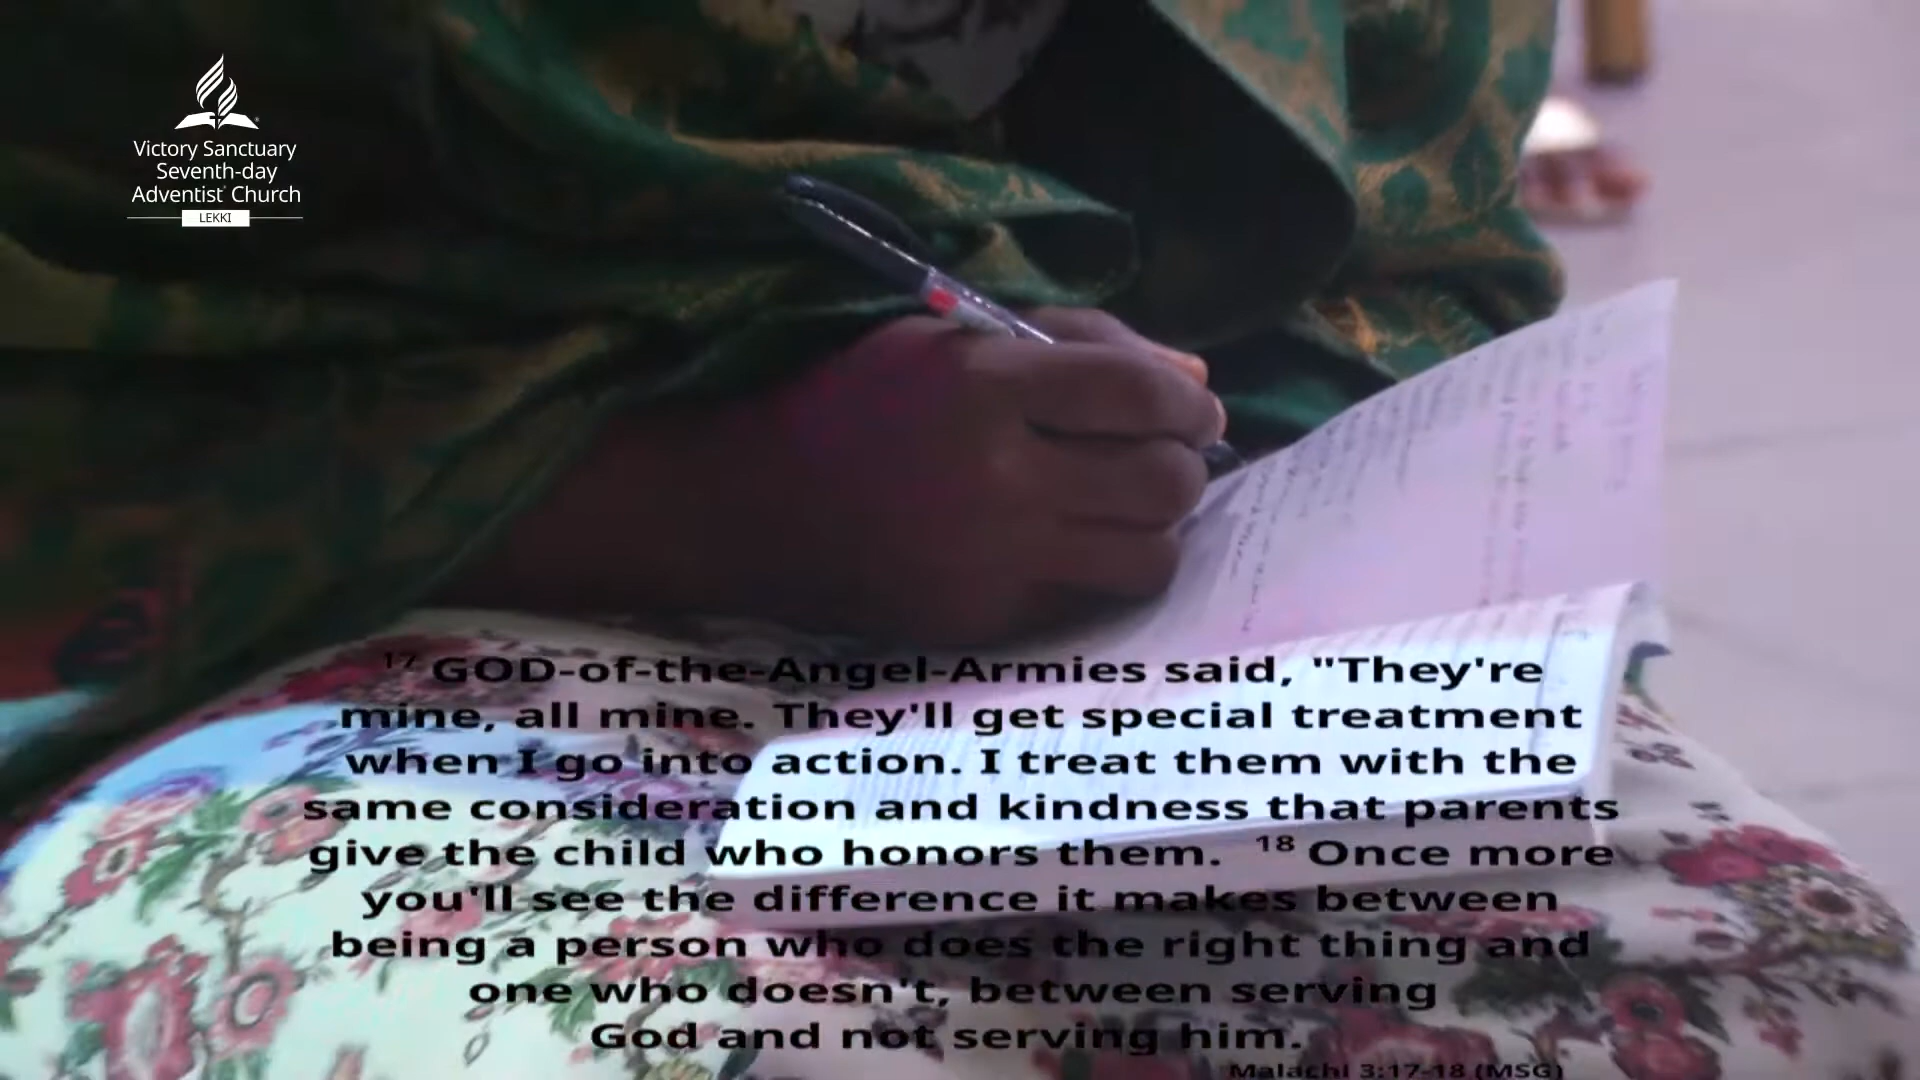 Victory Sanctuary
Seventh-day
Adventist® Church
LEKKI
17 GOD-of-the-Angel-Armies said, "They're
mine, all mine. They'll get special treatment
when I go into action. I treat them with the
same consideration and kindness that parents
give the child who honors them. 18 Once more
you'll see the difference it makes between
being a person who does the right thing and
one who doesn't, between serving
God and not serving him.
Malachi 3:17-18 (MSG)